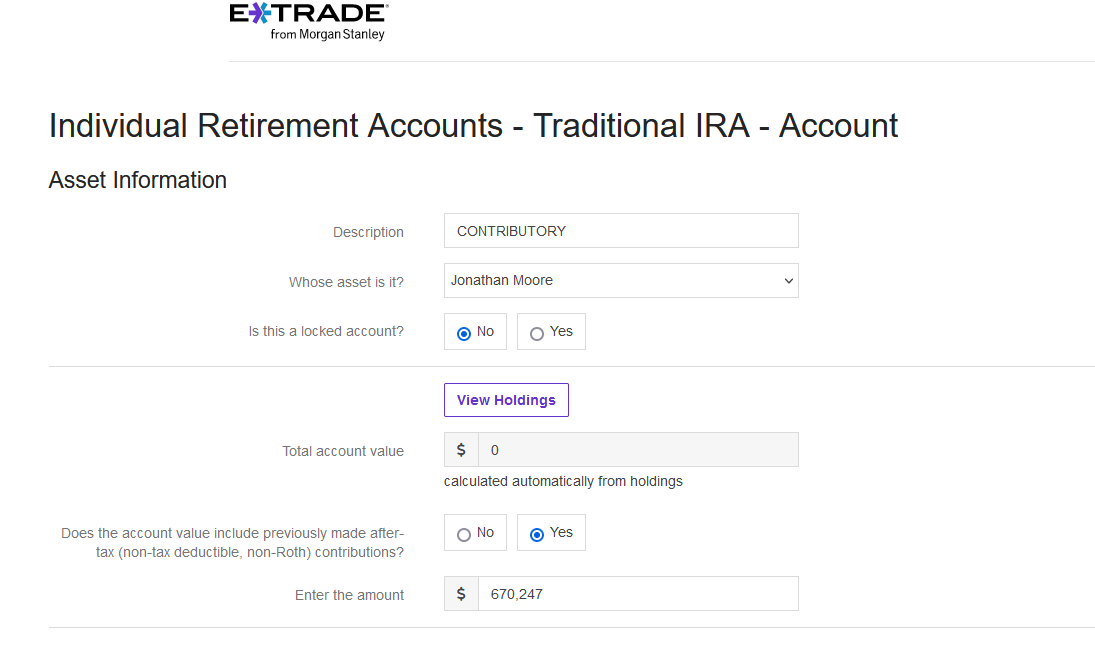 E*TRADE
from Morgan Stanley
Individual Retirement Accounts - Traditional IRA - Account
Asset Information
Description CONTRIBUTORY
Whose asset is it? Jonathan Moore
Is this a locked account? No Yes
View Holdings
Total account value $ 0
calculated automatically from holdings
Does the account value include previously made after-
tax (non-tax deductible, non-Roth) contributions? No Yes
Enter the amount $ 670,247